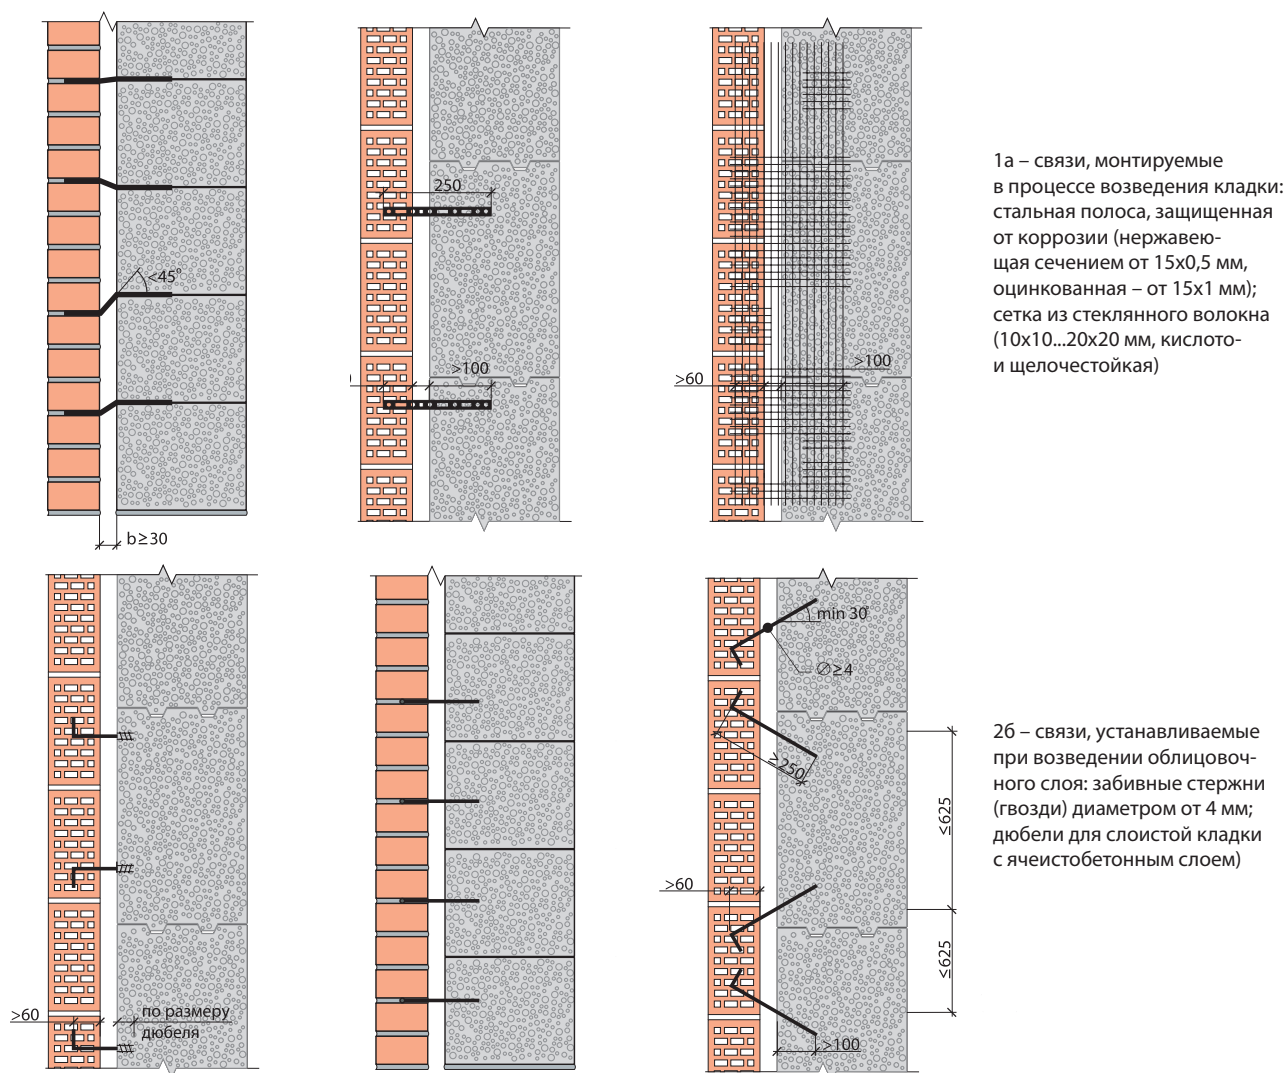 <45°
b≥30
250
>100
>60
>100
1а – связи, монтируемые
в процессе возведения кладки:
стальная полоса, защищенная
от коррозии (нержавею-
щая сечением от 15х0,5 мм,
оцинкованная – от 15х1 мм);
сетка из стеклянного волокна
(10х10...20х20 мм, кислото-
и щелочестойкая)
>60
по размеру
дюбеля
min 30°
∅≥4
≥250
≤625
>60
≤625
>100
2б – связи, устанавливаемые
при возведении облицовоч-
ного слоя: забивные стержни
(гвозди) диаметром от 4 мм;
дюбели для слоистой кладки
с ячеистобетонным слоем)